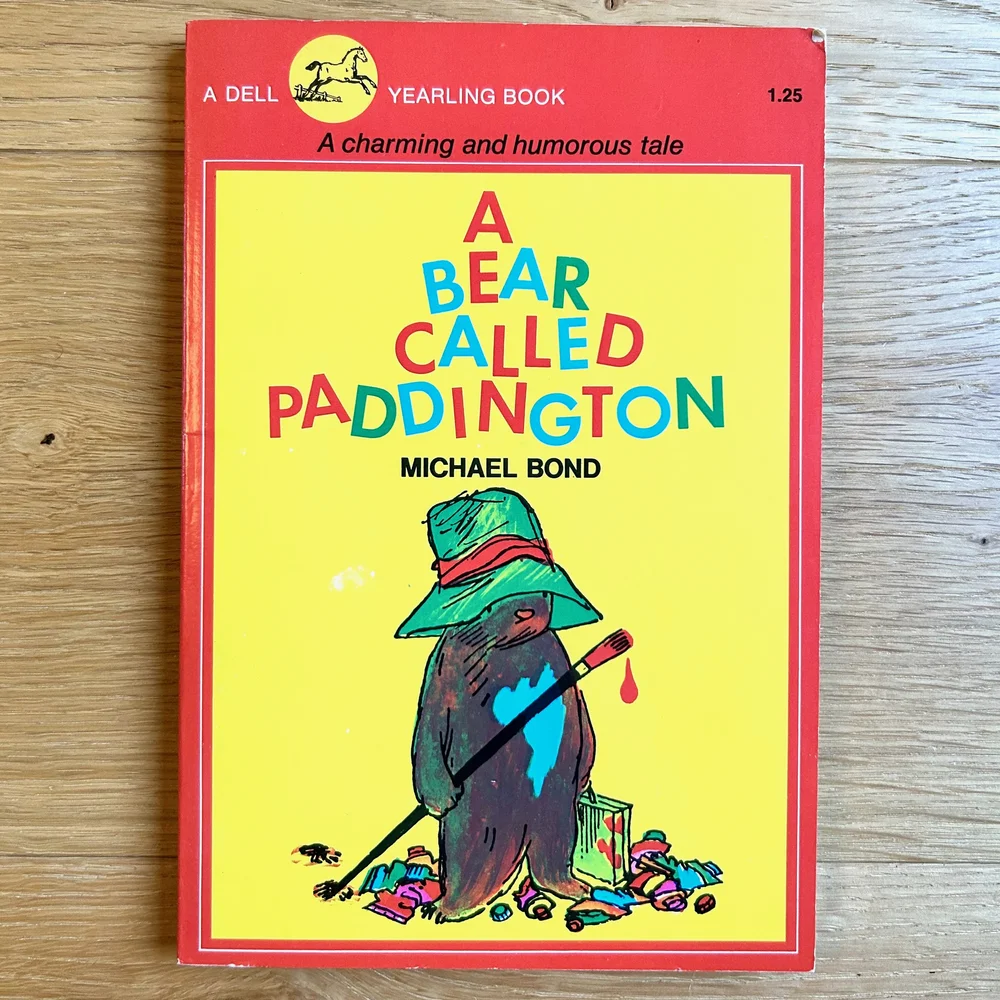 A DELL YEARLING BOOK 1.25
A charming and humorous tale
A
BEAR
CALLED
PADDINGTON
MICHAEL BOND